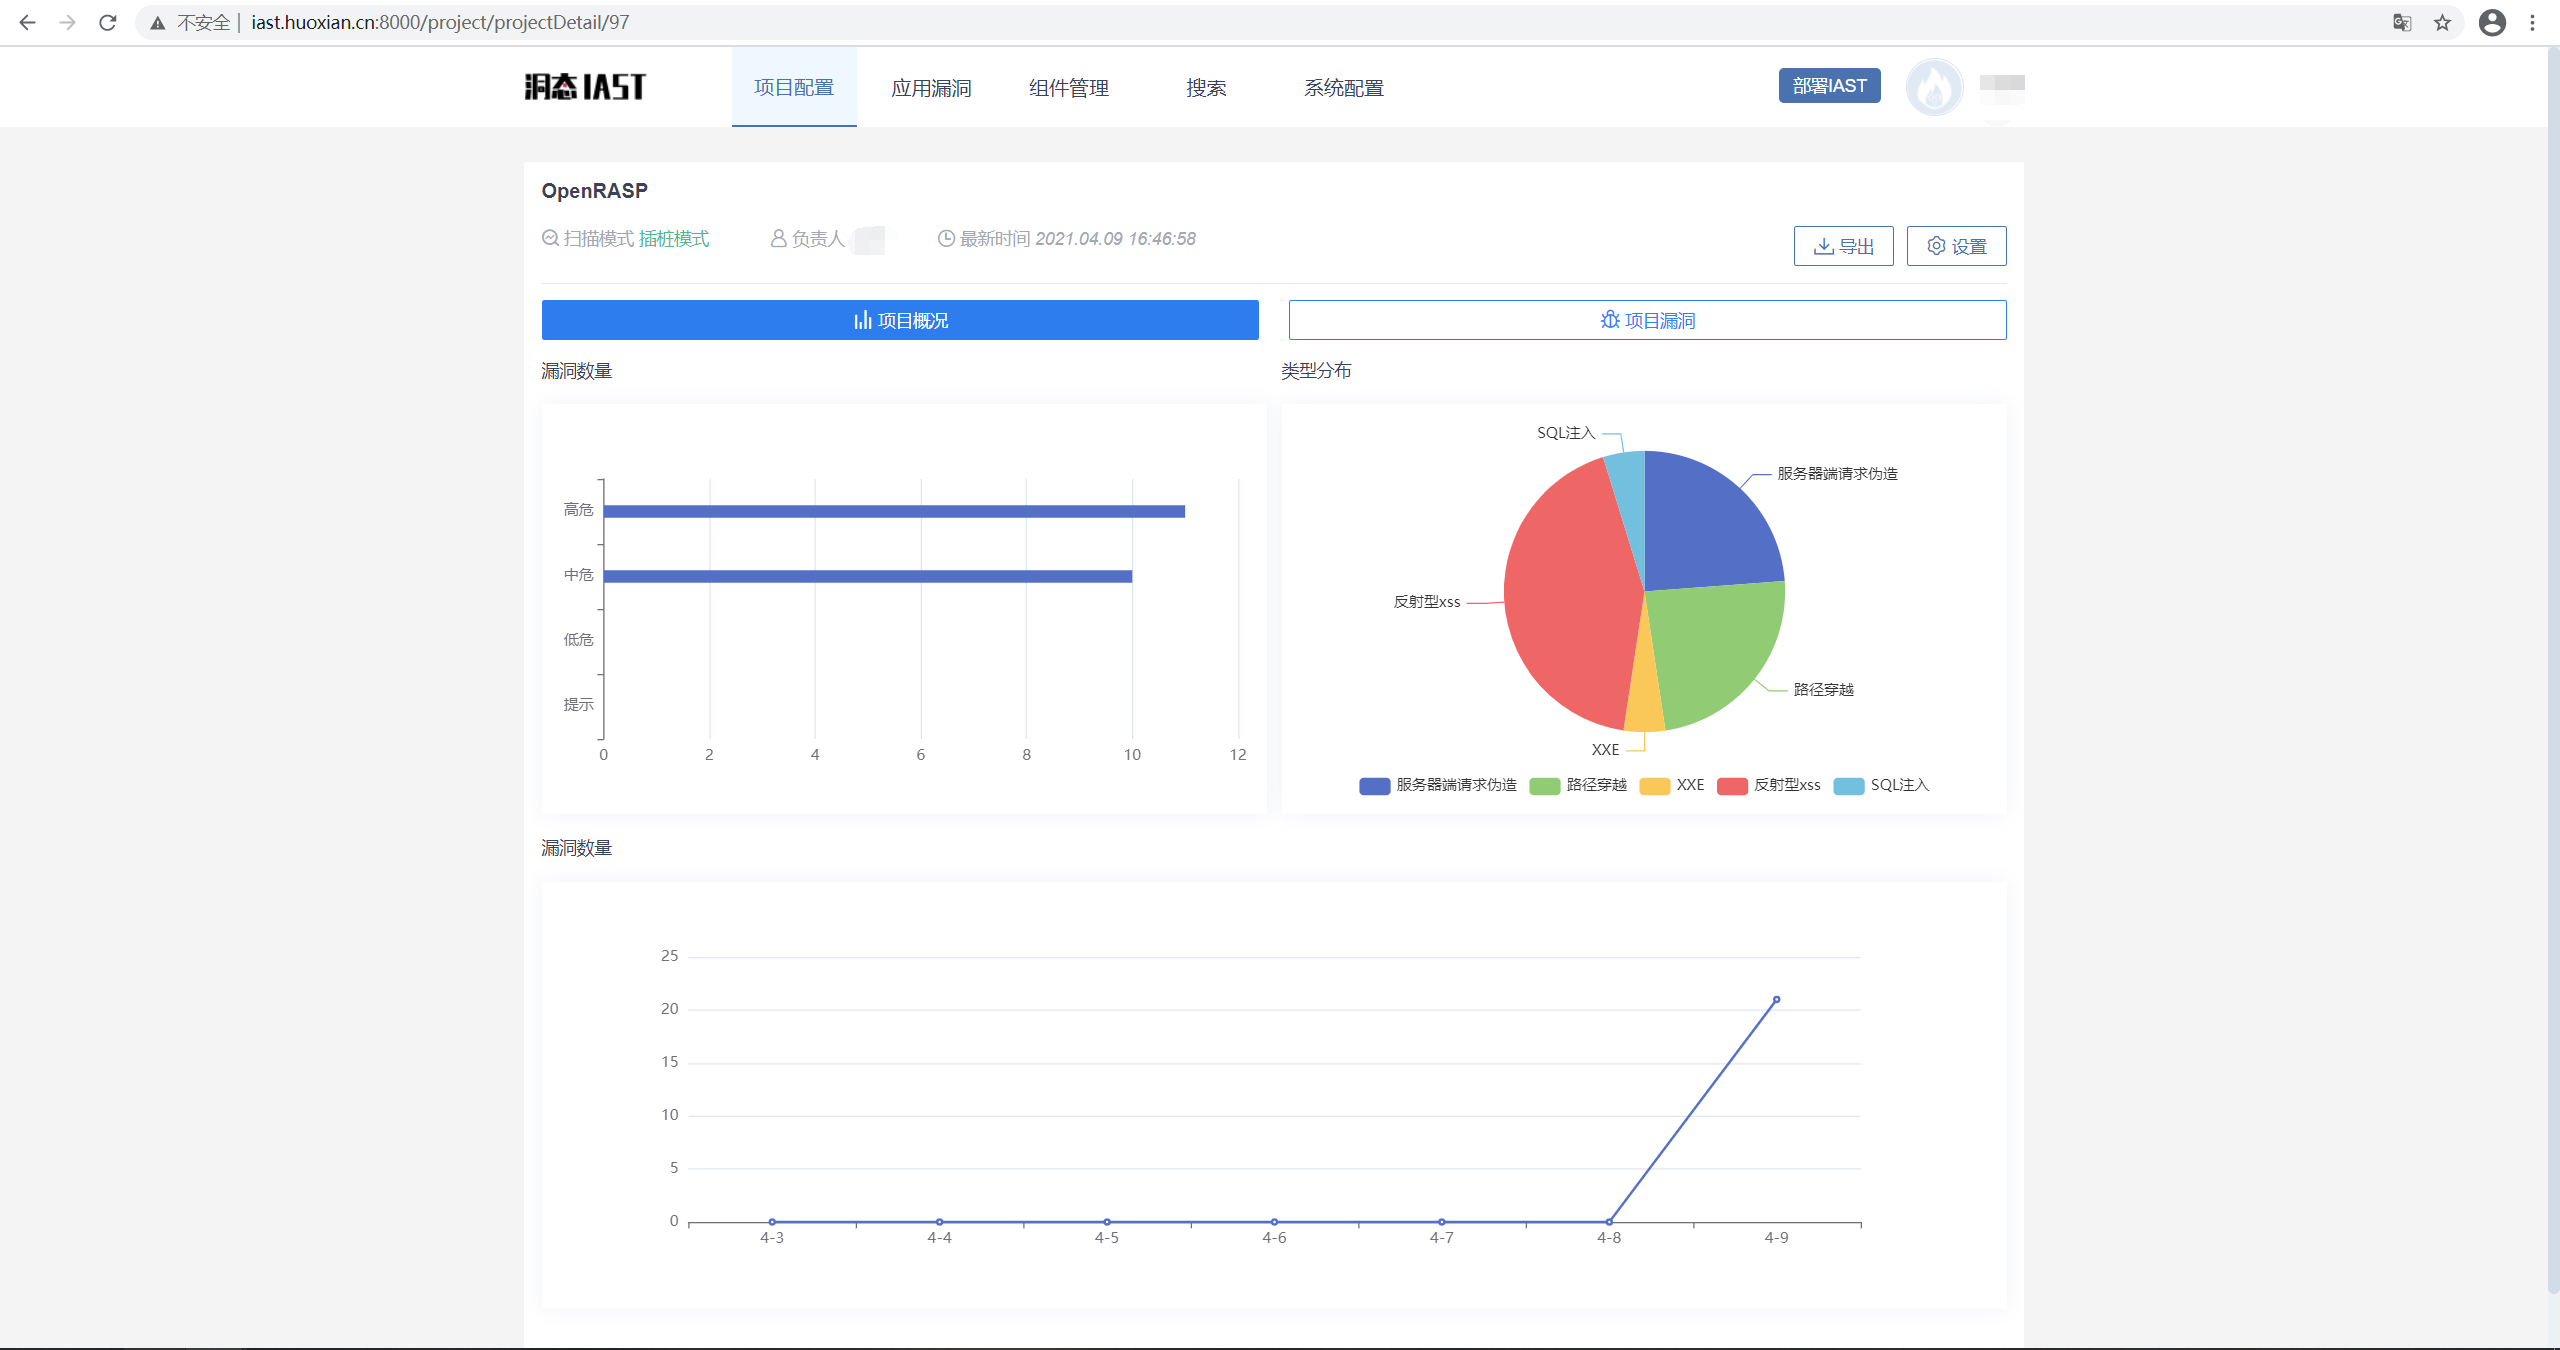 不安全 | iast.huoxian.cn:8000/project/projectDetail/97
洞态IAST 项目配置 应用漏洞 组件管理 搜索 系统配置 部署IAST
OpenRASP
扫描模式 插桩模式 负责人 最新时间 2021.04.09 16:46:58 导出 设置
项目概况 项目漏洞
漏洞数量 类型分布
高危
中危
低危
提示
0 2 4 6 8 10 12
SQL注入
服务器端请求伪造
反射型xss
路径穿越
XXE
服务器端请求伪造 路径穿越 XXE 反射型xss SQL注入
漏洞数量
25
20
15
10
5
0
4-3 4-4 4-5 4-6 4-7 4-8 4-9